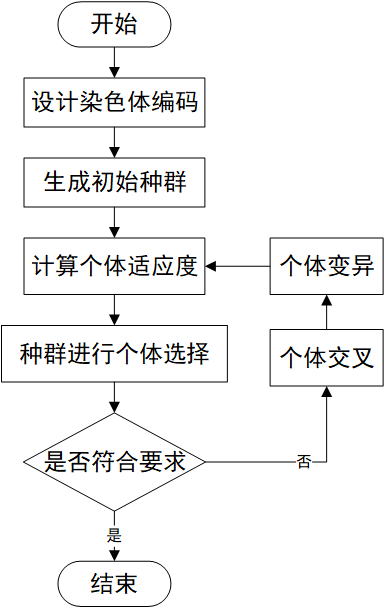 开始
设计染色体编码
生成初始种群
计算个体适应度
个体变异
种群进行个体选择
个体交叉
是否符合要求
否
是
结束